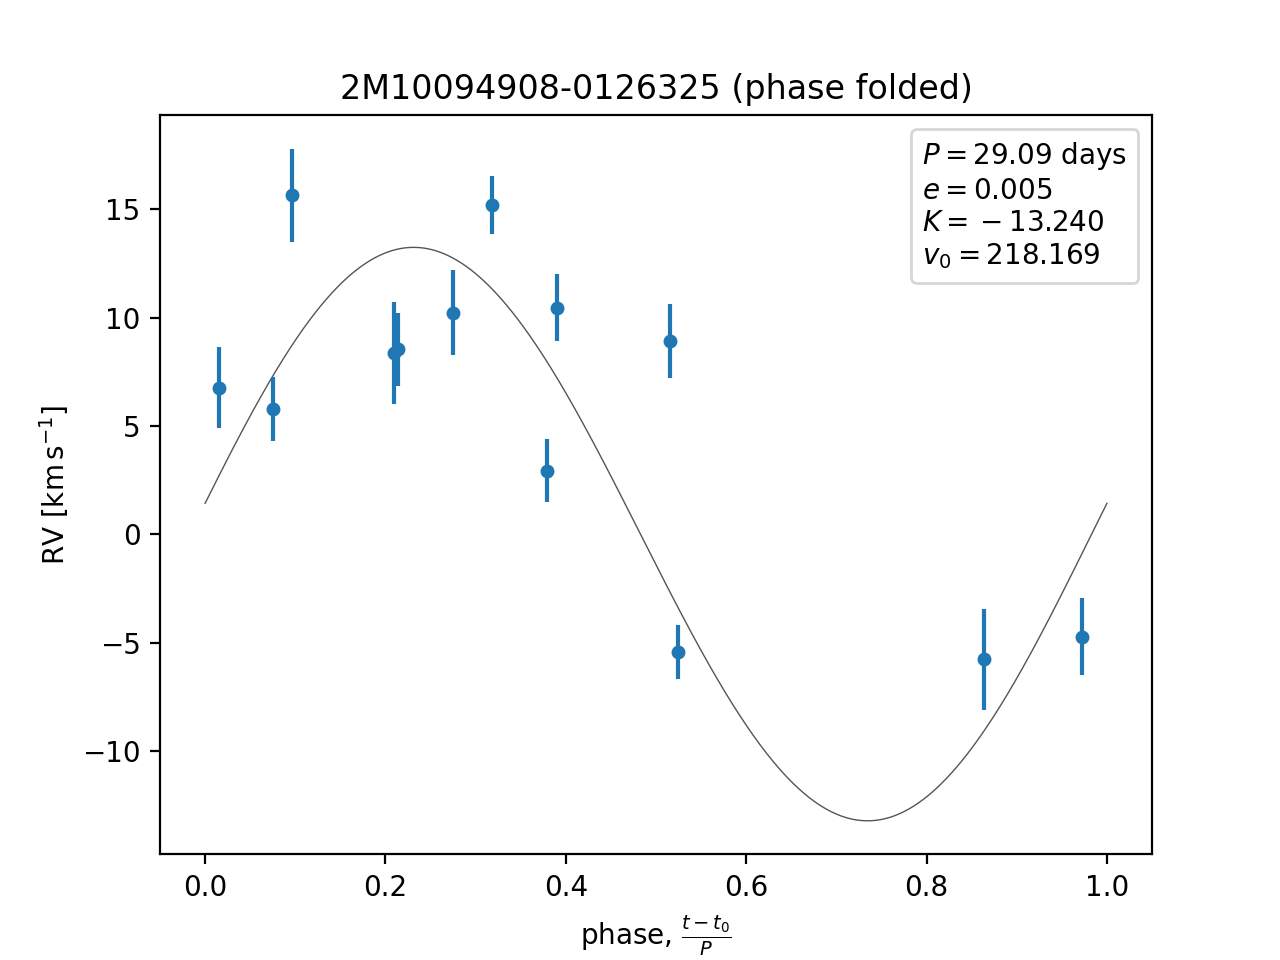 2M10094908-0126325 (phase folded)
P = 29.09 days
e = 0.005
K = −13.240
v₀ = 218.169
15
10
5
0
−5
−10
RV [km s⁻¹]
0.0 0.2 0.4 0.6 0.8 1.0
phase, (t − t₀)/P